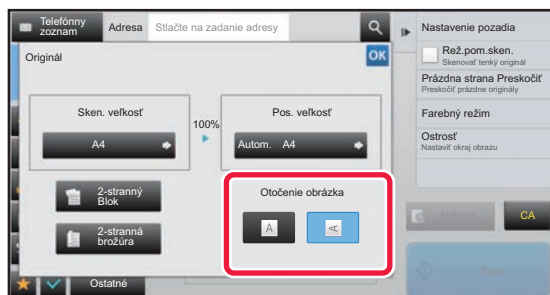 Telefónny
zoznam
Adresa
Stlačte na zadanie adresy
Originál
OK
Sken. veľkosť
A4
100%
Pos. veľkosť
Autom. A4
2-stranný
Blok
2-stranná
brožúra
Otočenie obrázka
A
A
Ostatné
Nastavenie pozadia
Rež.pom.sken.
Skenovať tenký originál
Prázdna strana Preskočiť
Preskočiť prázdne originály
Farebný režim
Ostrosť
Nastaviť okraj obrazu
Náhľad
CA
Štart